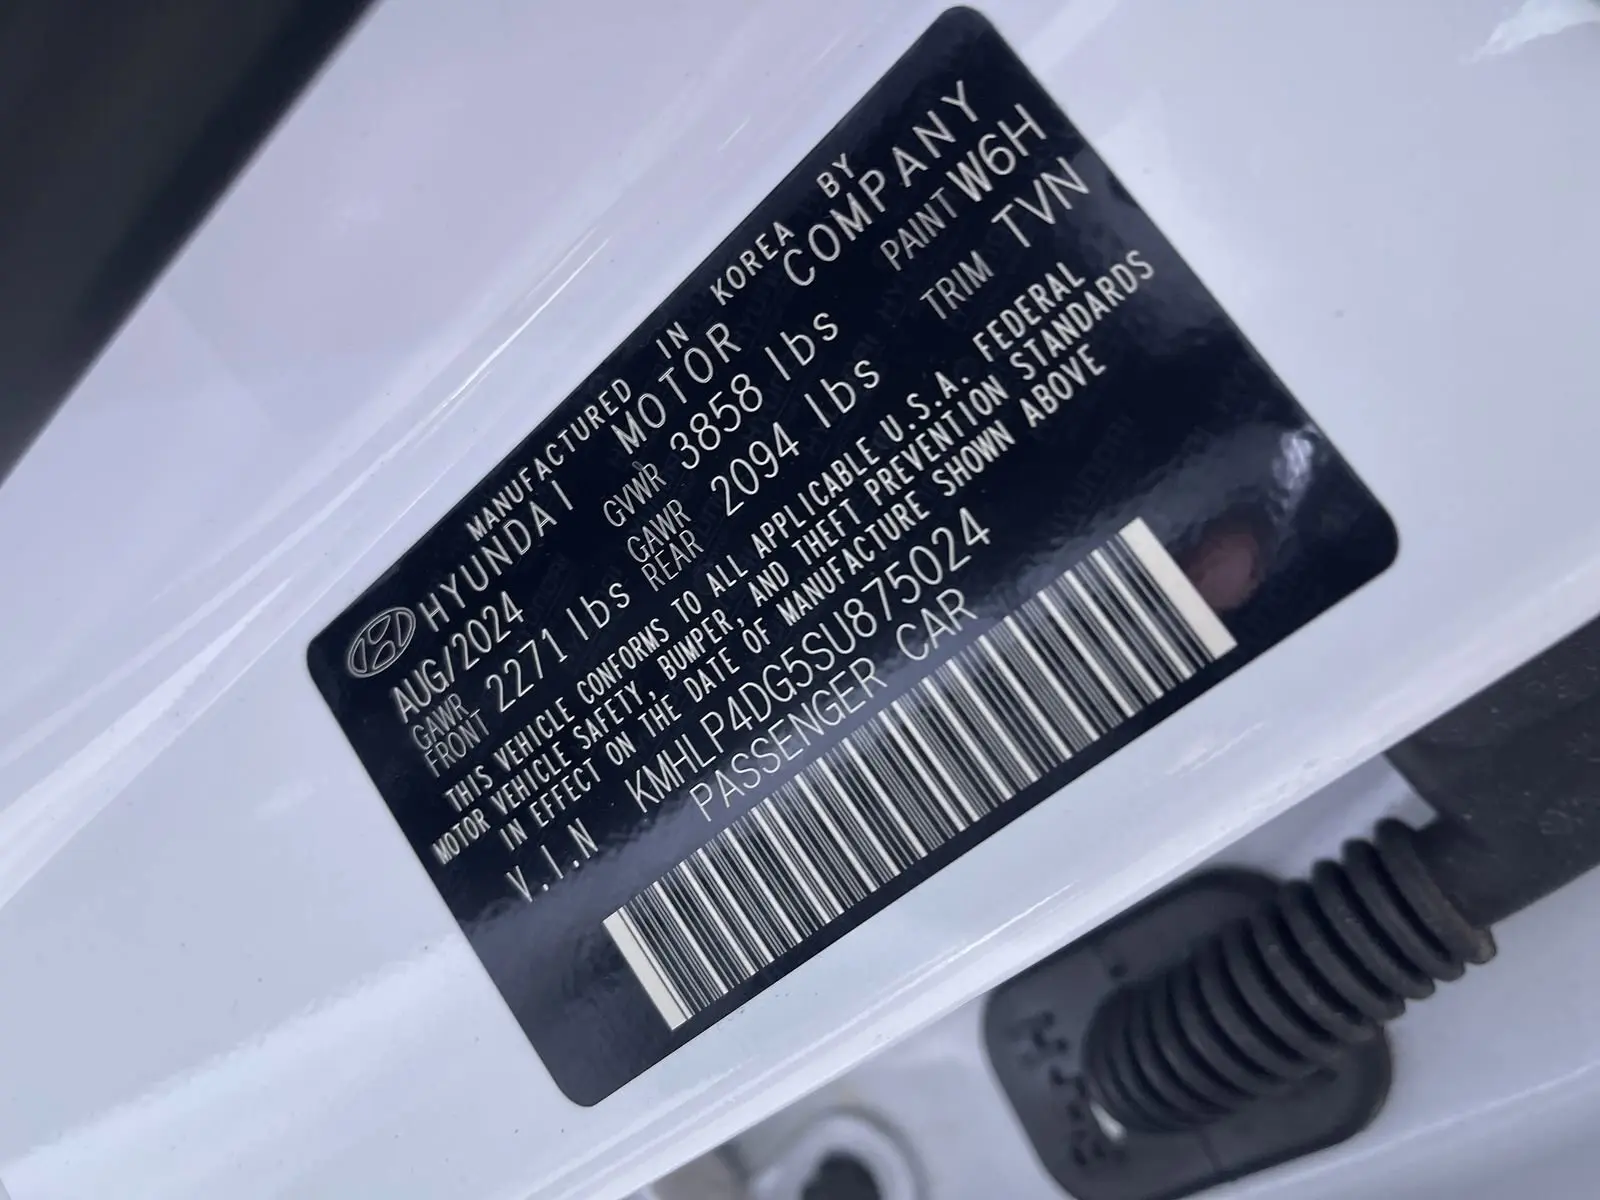 MANUFACTURED IN KOREA BY
HYUNDAI MOTOR COMPANY
AUG/2024 GVWR 3858 lbs PAINT W6H
GAWR FRONT 2271 lbs GAWR REAR 2094 lbs TRIM TVN
THIS VEHICLE CONFORMS TO ALL APPLICABLE U.S.A. FEDERAL
MOTOR VEHICLE SAFETY, BUMPER, AND THEFT PREVENTION STANDARDS
IN EFFECT ON THE DATE OF MANUFACTURE SHOWN ABOVE
V.I.N KMHLP4DG5SU875024
PASSENGER CAR